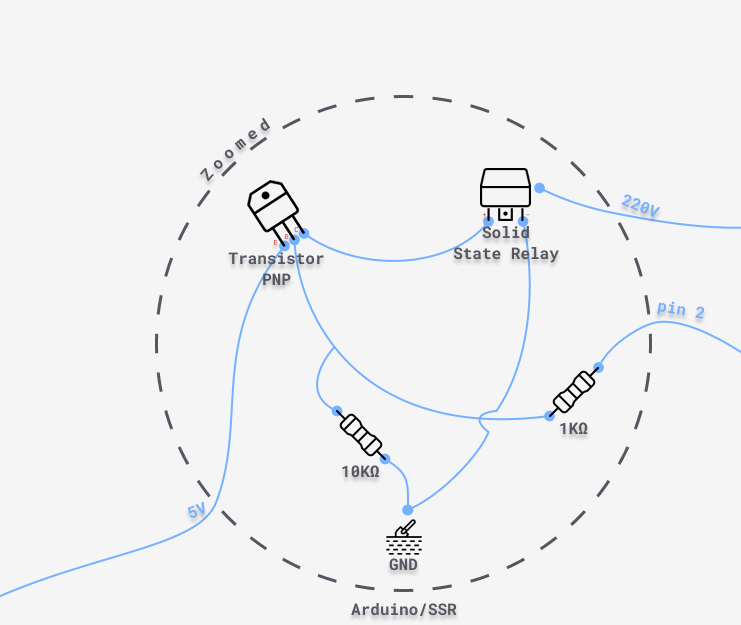 Zoomed
220V
+
-
Solid
State Relay
E
B
C
Transistor
PNP
pin 2
1KΩ
10KΩ
5V
GND
Arduino/SSR